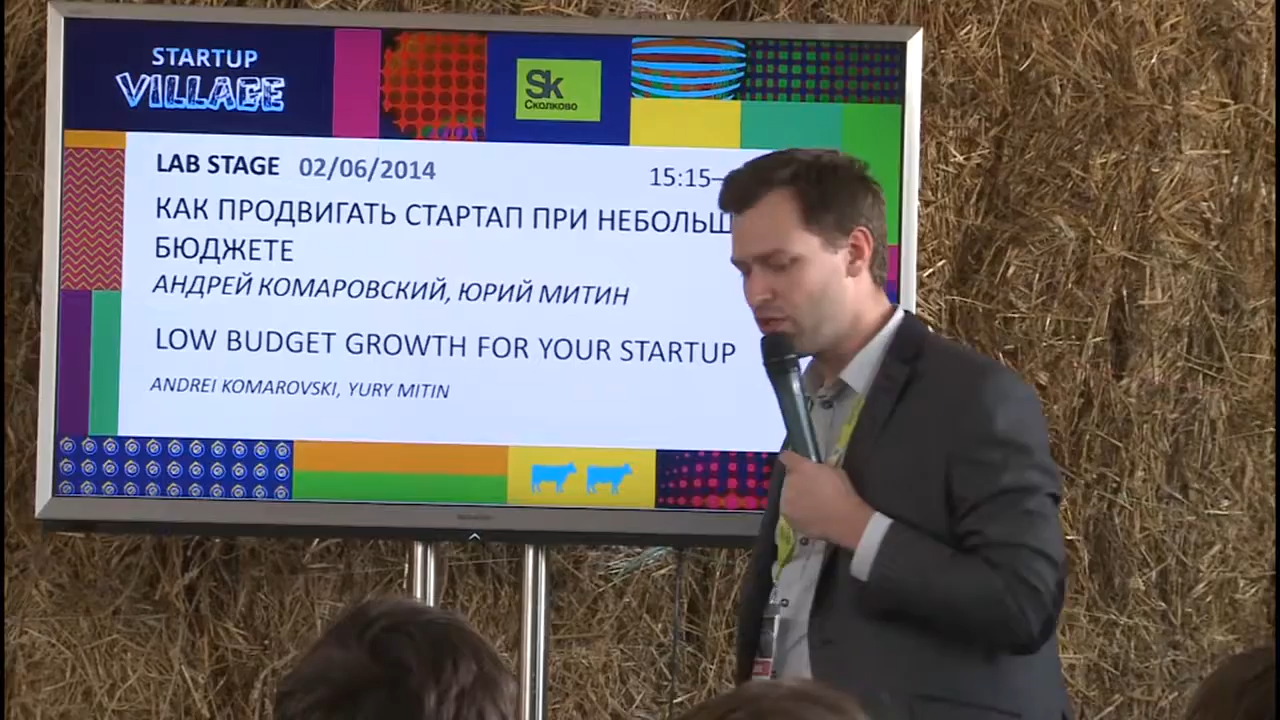 STARTUP
VILLAGE
Sk
Сколково
LAB STAGE 02/06/2014 15:15–
КАК ПРОДВИГАТЬ СТАРТАП ПРИ НЕБОЛЬШ
БЮДЖЕТЕ
АНДРЕЙ КОМАРОВСКИЙ, ЮРИЙ МИТИН
LOW BUDGET GROWTH FOR YOUR STARTUP
ANDREI KOMAROVSKI, YURY MITIN